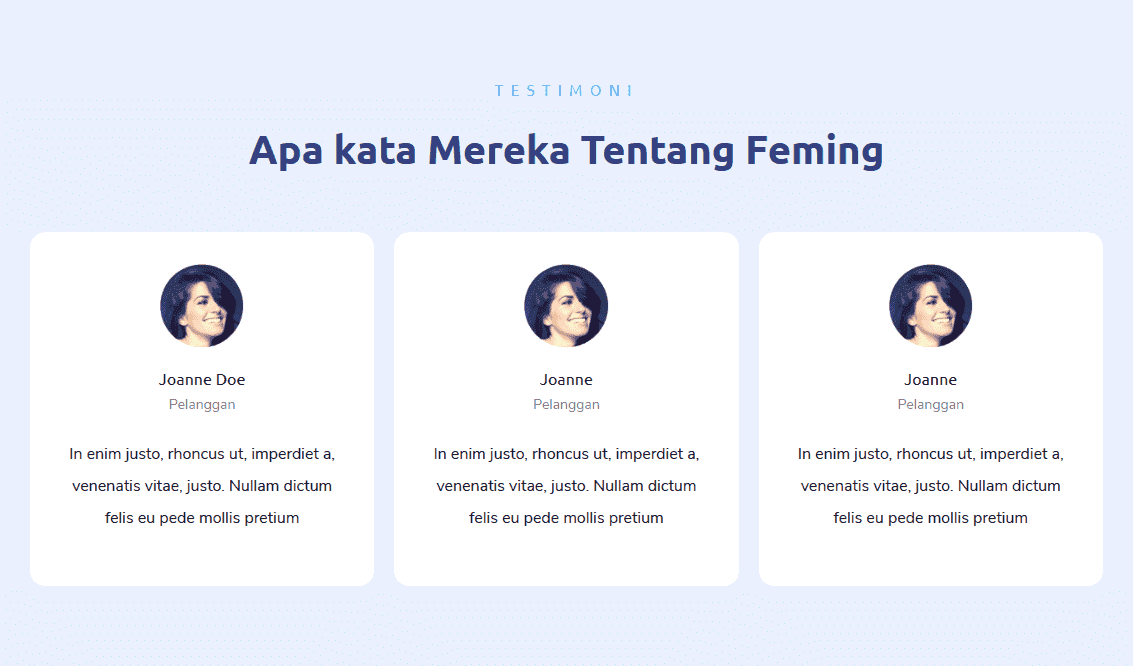 TESTIMONI
Apa kata Mereka Tentang Feming
Joanne Doe
Pelanggan
In enim justo, rhoncus ut, imperdiet a,
venenatis vitae, justo. Nullam dictum
felis eu pede mollis pretium
Joanne
Pelanggan
In enim justo, rhoncus ut, imperdiet a,
venenatis vitae, justo. Nullam dictum
felis eu pede mollis pretium
Joanne
Pelanggan
In enim justo, rhoncus ut, imperdiet a,
venenatis vitae, justo. Nullam dictum
felis eu pede mollis pretium